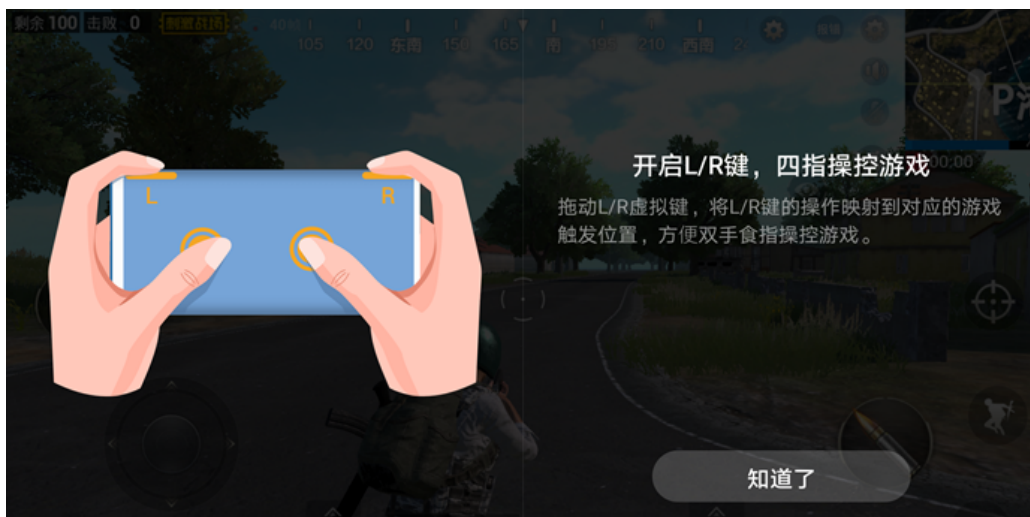 剩余 100 击败 0
105 120 东南 150 165 南 195 210 西南
L
R
开启L/R键，四指操控游戏
拖动L/R虚拟键，将L/R键的操作映射到对应的游戏
触发位置，方便双手食指操控游戏。
知道了